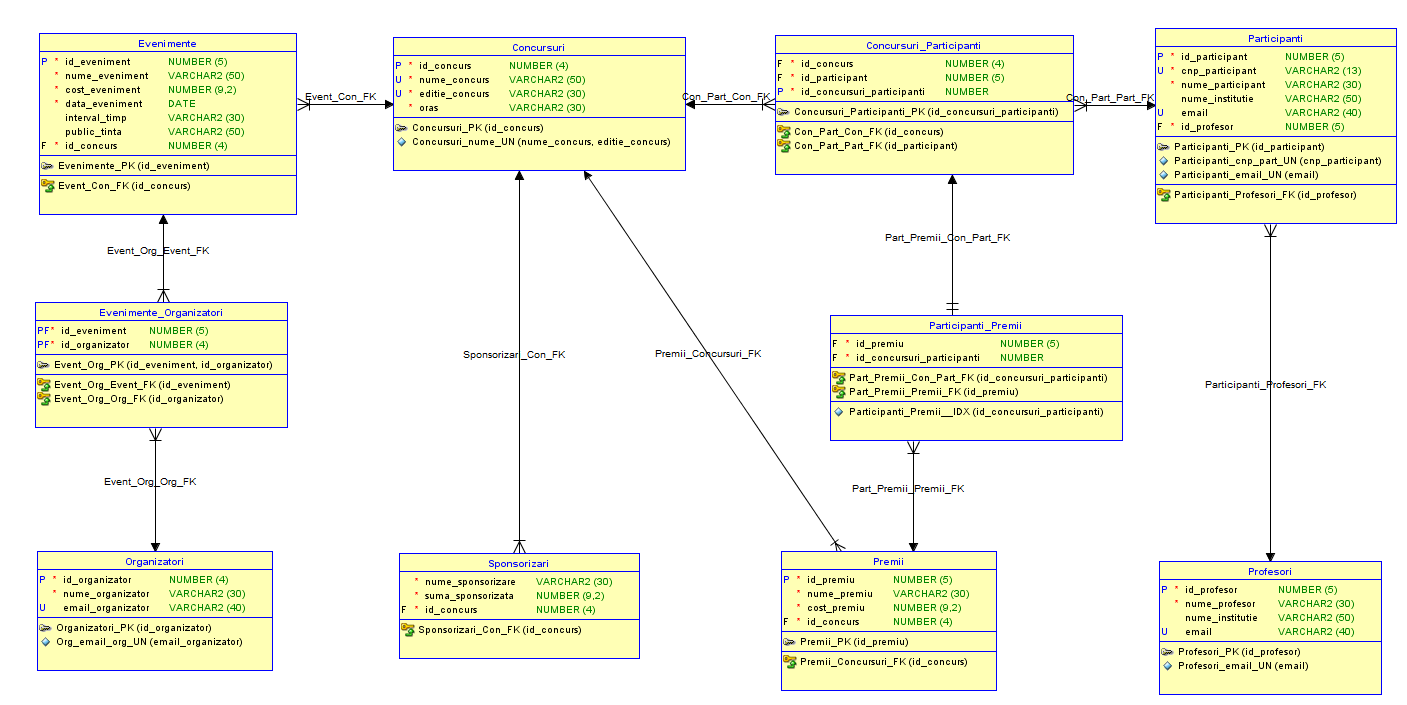 Evenimente
P * id_eveniment NUMBER (5)
* nume_eveniment VARCHAR2 (50)
* cost_eveniment NUMBER (9,2)
* data_eveniment DATE
interval_timp VARCHAR2 (30)
public_tinta VARCHAR2 (50)
F * id_concurs NUMBER (4)
Evenimente_PK (id_eveniment)
Event_Con_FK (id_concurs)
Event_Con_FK
Concursuri
P * id_concurs NUMBER (4)
U * nume_concurs VARCHAR2 (50)
U * editie_concurs VARCHAR2 (30)
* oras VARCHAR2 (30)
Concursuri_PK (id_concurs)
Concursuri_nume_UN (nume_concurs, editie_concurs)
Con_Part_Con_FK
Concursuri_Participanti
F * id_concurs NUMBER (4)
F * id_participant NUMBER (5)
P * id_concursuri_participanti NUMBER
Concursuri_Participanti_PK (id_concursuri_participanti)
Con_Part_Con_FK (id_concurs)
Con_Part_Part_FK (id_participant)
Con_Part_Part_FK
Participanti
P * id_participant NUMBER (5)
U * cnp_participant VARCHAR2 (13)
* nume_participant VARCHAR2 (30)
nume_institutie VARCHAR2 (50)
U email VARCHAR2 (40)
F * id_profesor NUMBER (5)
Participanti_PK (id_participant)
Participanti_cnp_part_UN (cnp_participant)
Participanti_email_UN (email)
Participanti_Profesori_FK (id_profesor)
Event_Org_Event_FK
Part_Premii_Con_Part_FK
Evenimente_Organizatori
PF* id_eveniment NUMBER (5)
PF* id_organizator NUMBER (4)
Event_Org_PK (id_eveniment, id_organizator)
Event_Org_Event_FK (id_eveniment)
Event_Org_Org_FK (id_organizator)
Sponsorizari_Con_FK
Premii_Concursuri_FK
Participanti_Premii
F * id_premiu NUMBER (5)
F * id_concursuri_participanti NUMBER
Part_Premii_Con_Part_FK (id_concursuri_participanti)
Part_Premii_Premii_FK (id_premiu)
Participanti_Premii__IDX (id_concursuri_participanti)
Participanti_Profesori_FK
Event_Org_Org_FK
Part_Premii_Premii_FK
Organizatori
P * id_organizator NUMBER (4)
* nume_organizator VARCHAR2 (30)
U email_organizator VARCHAR2 (40)
Organizatori_PK (id_organizator)
Org_email_org_UN (email_organizator)
Sponsorizari
* nume_sponsorizare VARCHAR2 (30)
* suma_sponsorizata NUMBER (9,2)
F * id_concurs NUMBER (4)
Sponsorizari_Con_FK (id_concurs)
Premii
P * id_premiu NUMBER (5)
* nume_premiu VARCHAR2 (30)
* cost_premiu NUMBER (9,2)
F * id_concurs NUMBER (4)
Premii_PK (id_premiu)
Premii_Concursuri_FK (id_concurs)
Profesori
P * id_profesor NUMBER (5)
* nume_profesor VARCHAR2 (30)
nume_institutie VARCHAR2 (50)
U email VARCHAR2 (40)
Profesori_PK (id_profesor)
Profesori_email_UN (email)